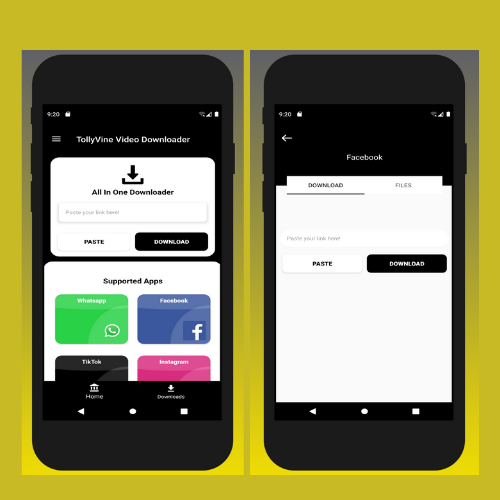 9:20
TollyVine Video Downloader
All In One Downloader
Paste your link here!
PASTE DOWNLOAD
Supported Apps
Whatsapp Facebook
TikTok Instagram
Home Downloads
9:20
Facebook
DOWNLOAD FILES
Paste your link here!
PASTE DOWNLOAD